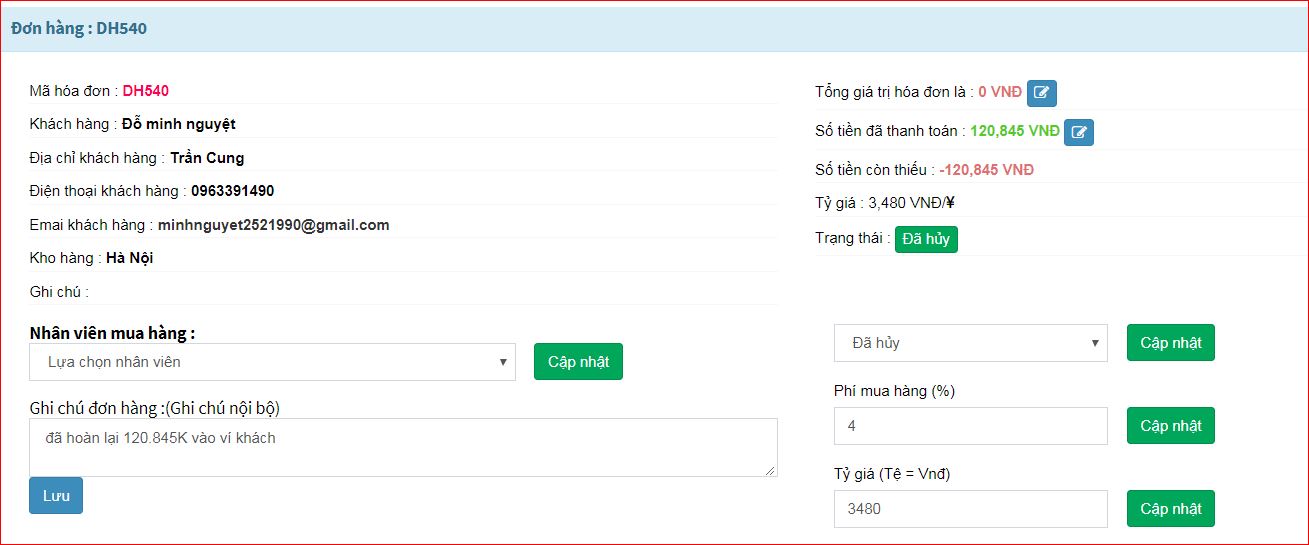 Đơn hàng : DH540
Mã hóa đơn : DH540
Khách hàng : Đỗ minh nguyệt
Địa chỉ khách hàng : Trần Cung
Điện thoại khách hàng : 0963391490
Emai khách hàng : minhnguyet2521990@gmail.com
Kho hàng : Hà Nội
Ghi chú :
Tổng giá trị hóa đơn là : 0 VNĐ
Số tiền đã thanh toán : 120,845 VNĐ
Số tiền còn thiếu : -120,845 VNĐ
Tỷ giá : 3,480 VNĐ/¥
Trạng thái : Đã hủy
Nhân viên mua hàng :
Lựa chọn nhân viên Cập nhật
Ghi chú đơn hàng :(Ghi chú nội bộ)
đã hoàn lại 120.845K vào ví khách
Lưu
Đã hủy Cập nhật
Phí mua hàng (%)
4 Cập nhật
Tỷ giá (Tệ = Vnđ)
3480 Cập nhật